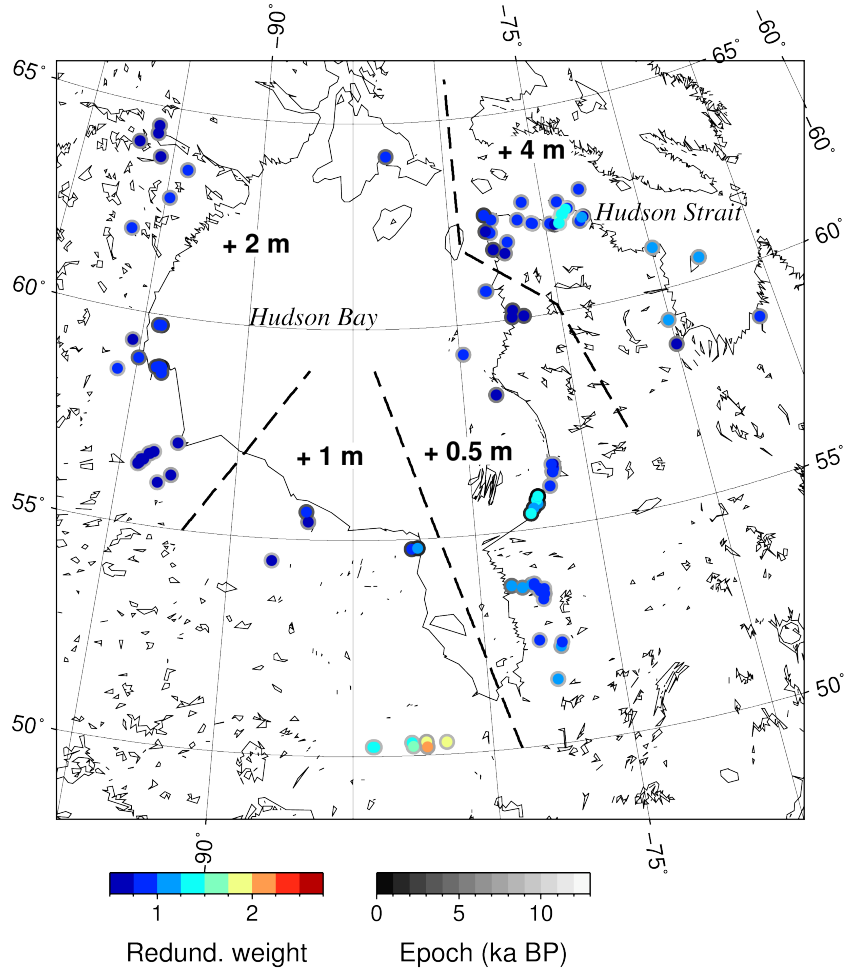 −90˚
−75˚
−60˚
65˚
65˚
−60˚
+ 4 m
Hudson Strait
+ 2 m
60˚
60˚
Hudson Bay
+ 1 m
+ 0.5 m
55˚
55˚
50˚
50˚
−90˚
−75˚
1 2
Redund. weight
0 5 10
Epoch (ka BP)